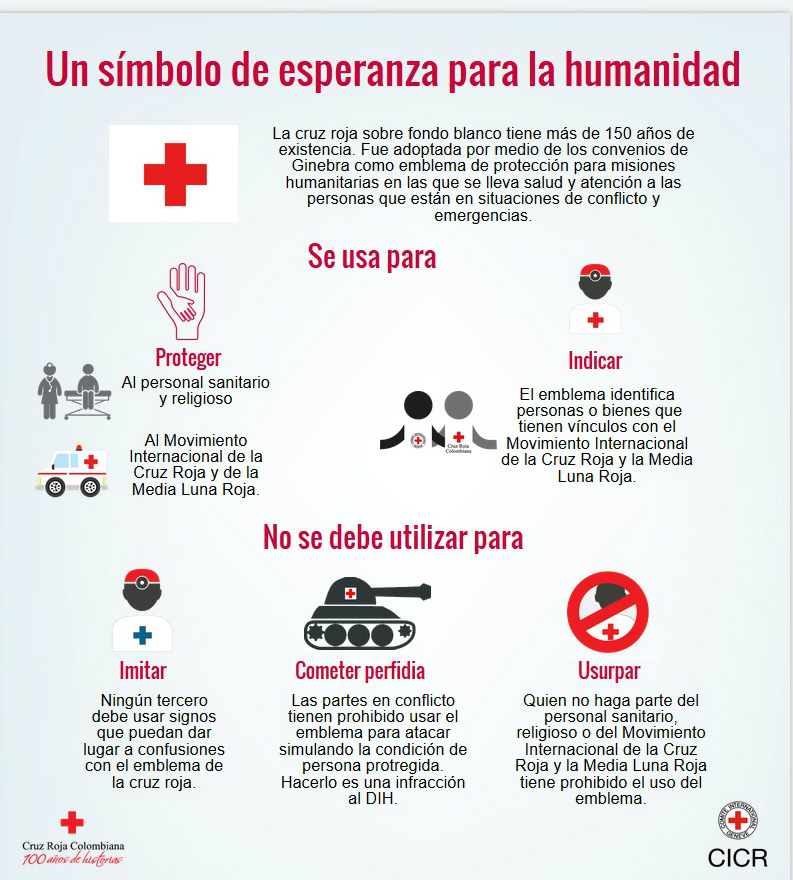 Un símbolo de esperanza para la humanidad
La cruz roja sobre fondo blanco tiene más de 150 años de
existencia. Fue adoptada por medio de los convenios de
Ginebra como emblema de protección para misiones
humanitarias en las que se lleva salud y atención a las
personas que están en situaciones de conflicto y
emergencias.
Se usa para
Proteger
Al personal sanitario
y religioso
Al Movimiento
Internacional de la
Cruz Roja y de la
Media Luna Roja.
Indicar
El emblema identifica
personas o bienes que
tienen vínculos con el
Movimiento Internacional
de la Cruz Roja y la Media
Luna Roja.
Cruz Roja
Colombiana
No se debe utilizar para
Imitar
Ningún tercero
debe usar signos
que puedan dar
lugar a confusiones
con el emblema de
la cruz roja.
Cometer perfidia
Las partes en conflicto
tienen prohibido usar el
emblema para atacar
simulando la condición de
persona protregida.
Hacerlo es una infracción
al DIH.
Usurpar
Quien no haga parte del
personal sanitario,
religioso o del Movimiento
Internacional de la Cruz
Roja y la Media Luna Roja
tiene prohibido el uso del
emblema.
Cruz Roja Colombiana
100 años de historias
COMITE INTERNATIONAL
GENEVE
CICR